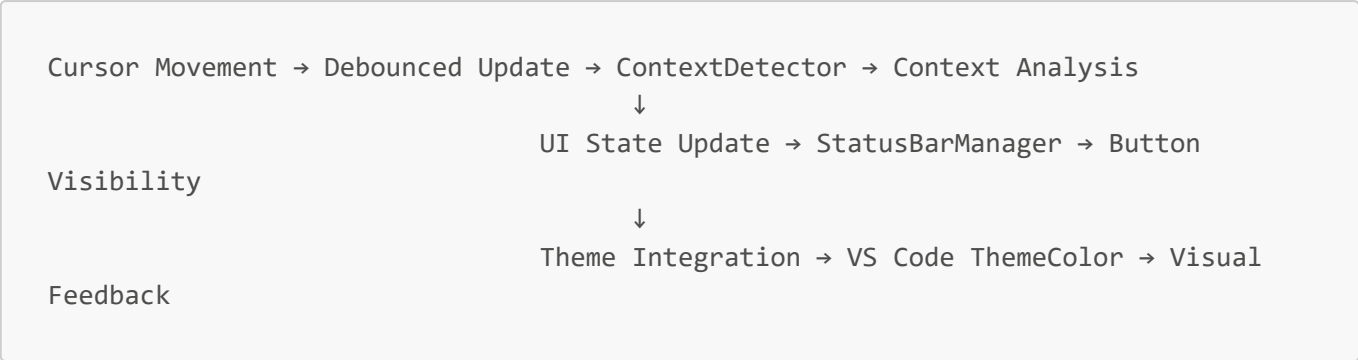 Cursor Movement → Debounced Update → ContextDetector → Context Analysis
↓
UI State Update → StatusBarManager → Button
Visibility
↓
Theme Integration → VS Code ThemeColor → Visual
Feedback